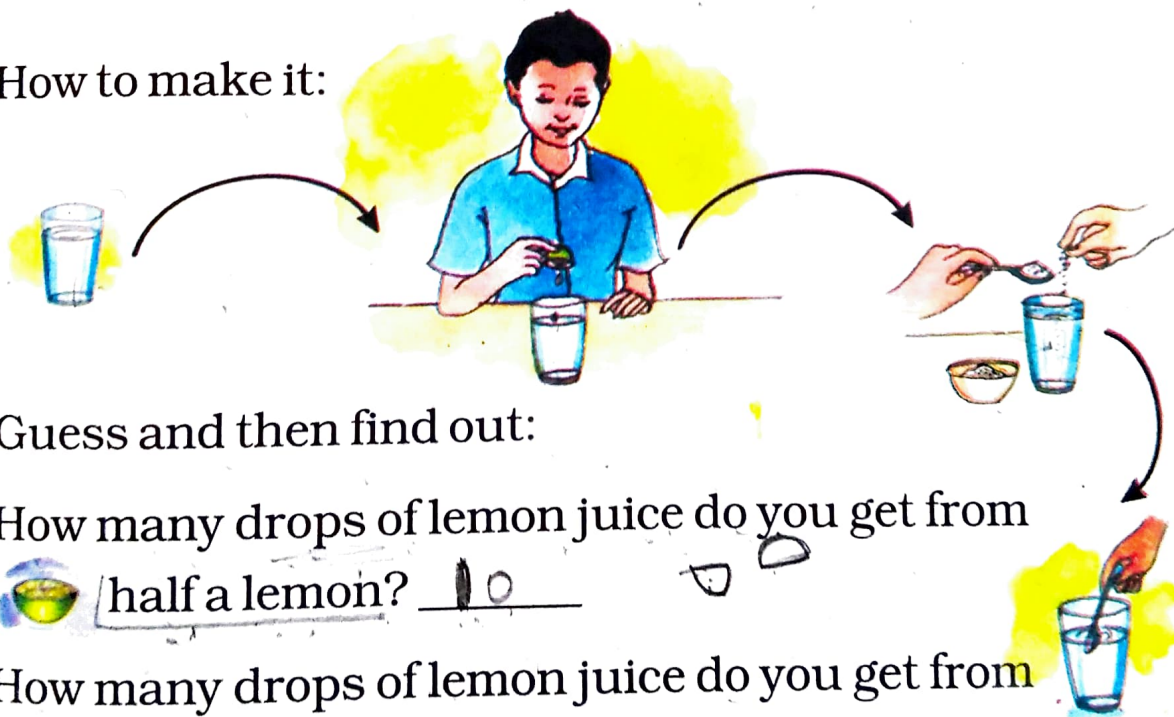 How to make it:
Guess and then find out:
How many drops of lemon juice do you get from
half a lemon? 10
How many drops of lemon juice do you get from